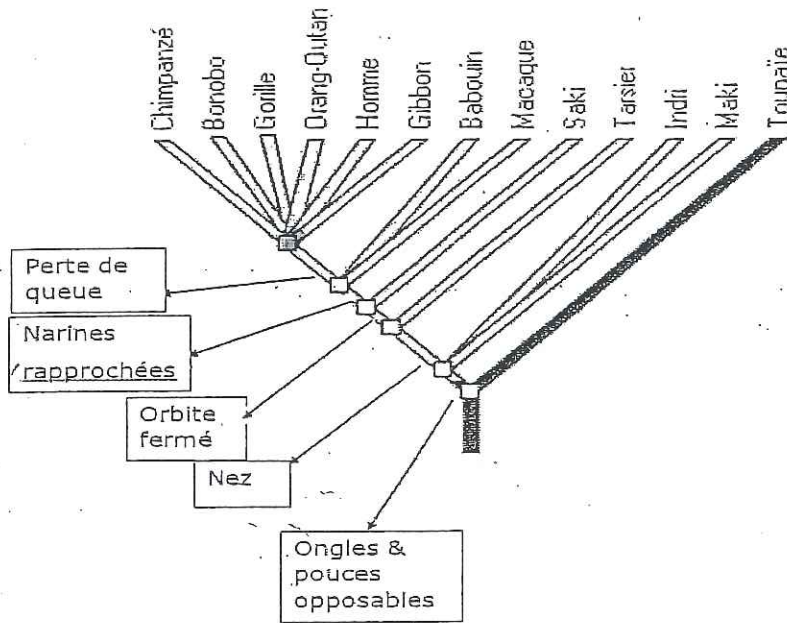 Chimpanzé
Bonobo
Gorille
Orang-Outan
Homme
Gibbon
Babouin
Macaque
Saki
Tarsier
Indri
Maki
Toupaïe
Perte de
queue
Narines
rapprochées
Orbite
fermé
Nez
Ongles &
pouces
opposables